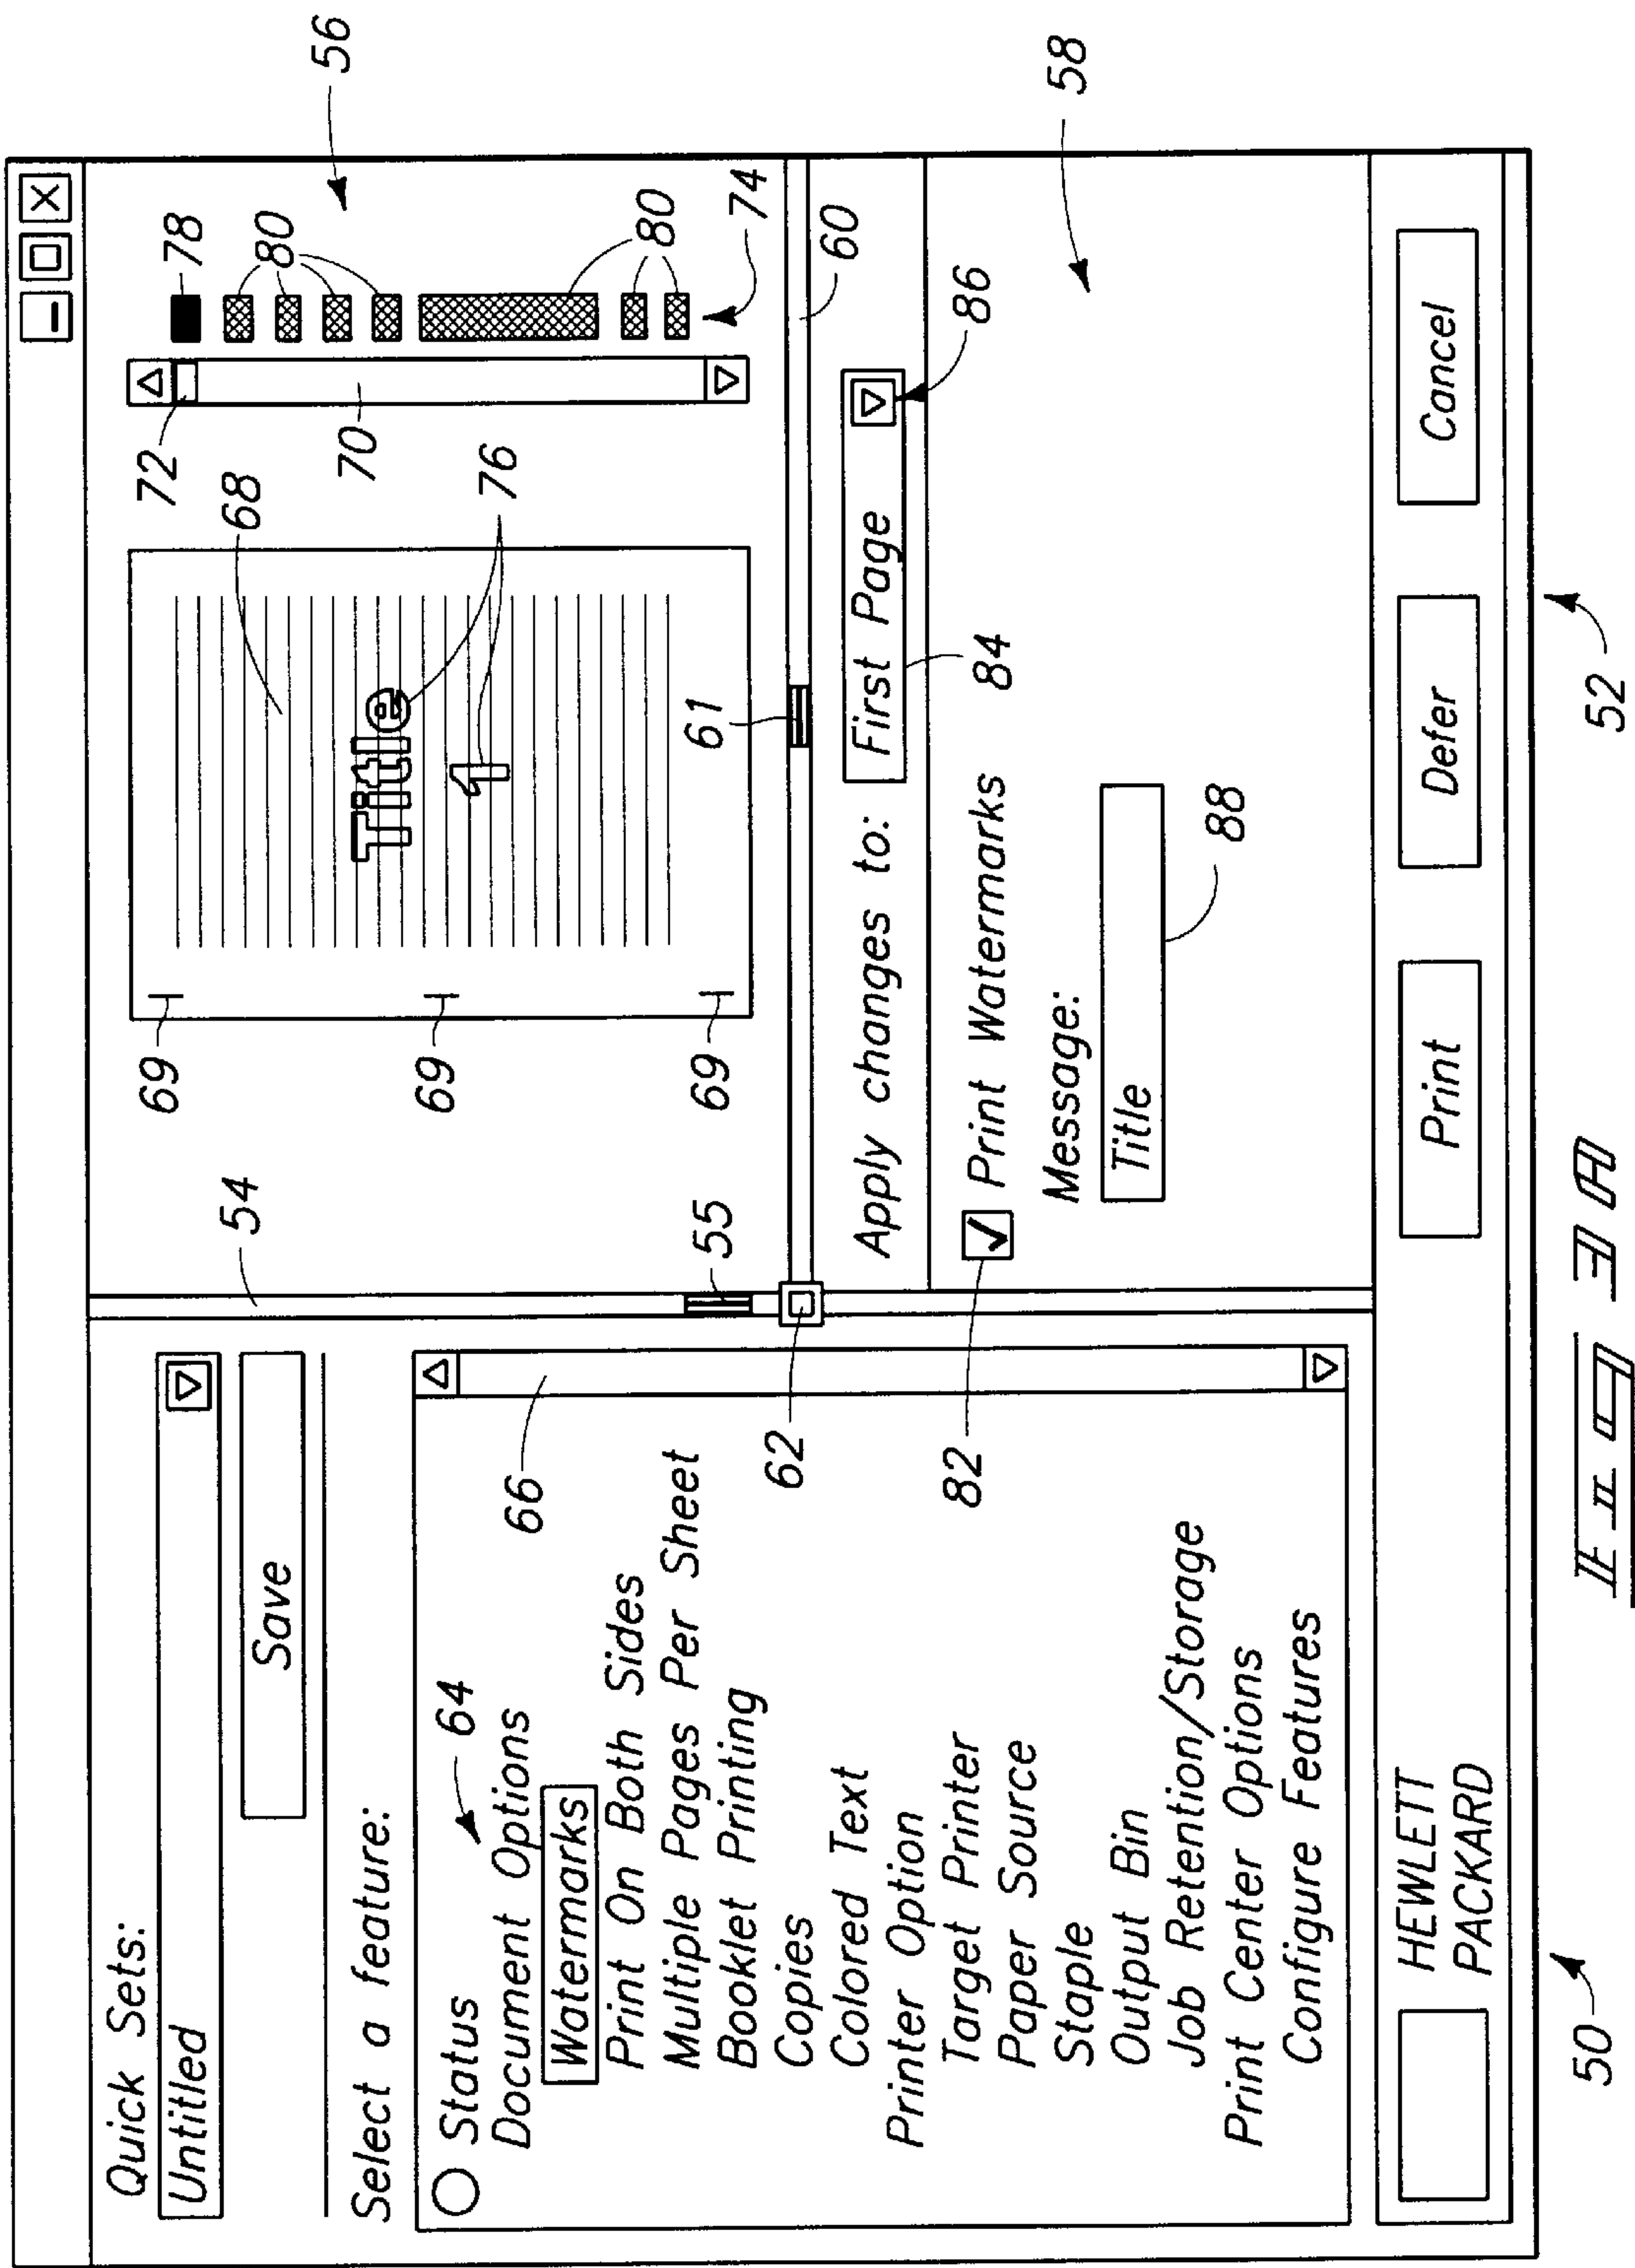 Quick Sets:
Untitled
Save
Select a feature:
Status
64
Document Options
Watermarks
Print On Both Sides
Multiple Pages Per Sheet
Booklet Printing
Copies
Colored Text
Printer Option
Target Printer
Paper Source
Staple
Output Bin
Job Retention/Storage
Print Center Options
Configure Features
66
54
55
62
82
69
69
69
68
Title
1
76
72
70
78
80
80
74
56
61
60
Apply changes to: First Page
86
84
58
Print Watermarks
Message:
Title
88
HEWLETT
PACKARD
Print
Defer
Cancel
50
52
FIG 3A